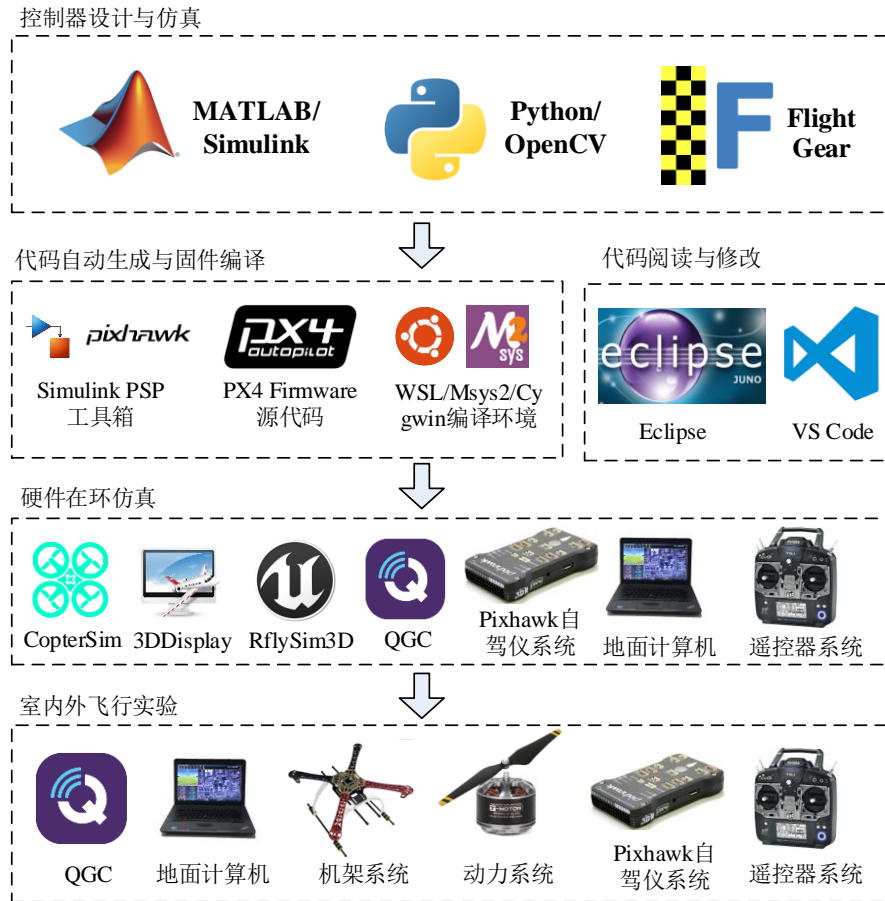 控制器设计与仿真
MATLAB/
Simulink
Python/
OpenCV
F
Flight
Gear
代码自动生成与固件编译
代码阅读与修改
pixhawk
px4
autopilot
M2
sys
eclipse
JUNO
Simulink PSP
工具箱
PX4 Firmware
源代码
WSL/Msys2/Cy
gwin编译环境
Eclipse
VS Code
硬件在环仿真
CopterSim
3DDisplay
RflySim3D
QGC
Pixhawk自
驾仪系统
地面计算机
遥控器系统
室内外飞行实验
QGC
地面计算机
机架系统
动力系统
Pixhawk自
驾仪系统
遥控器系统